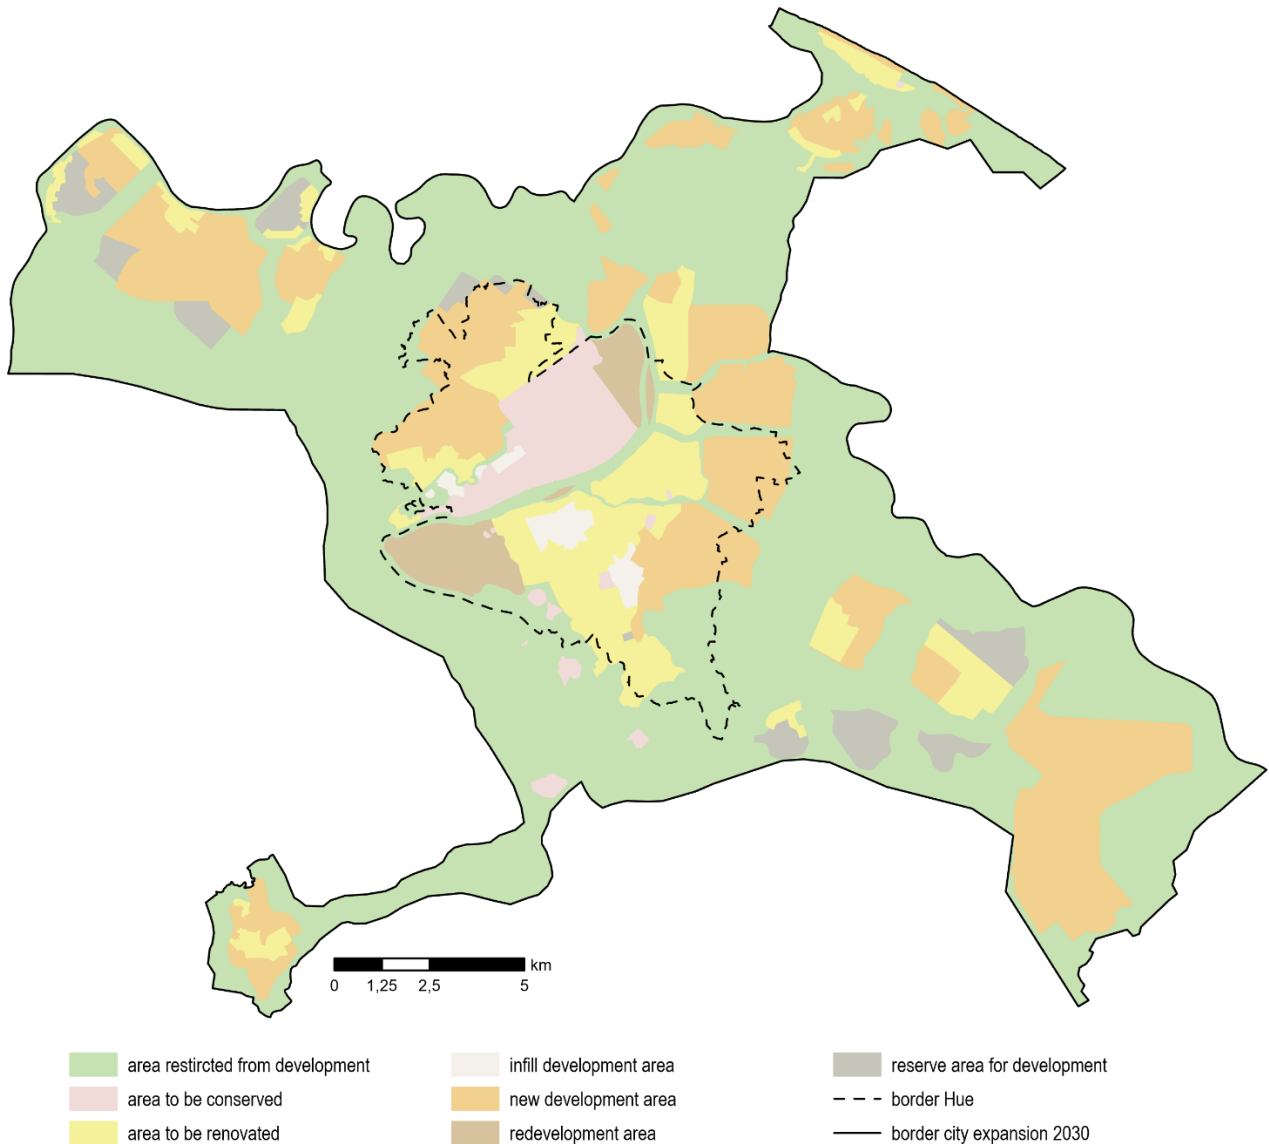 km
0 1,25 2,5 5
area restircted from development
area to be conserved
area to be renovated
infill development area
new development area
redevelopment area
reserve area for development
border Hue
border city expansion 2030